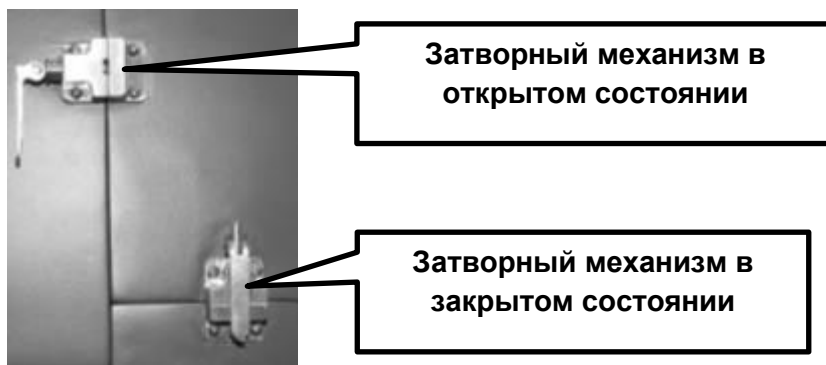 Затворный механизм в
открытом состоянии
Затворный механизм в
закрытом состоянии